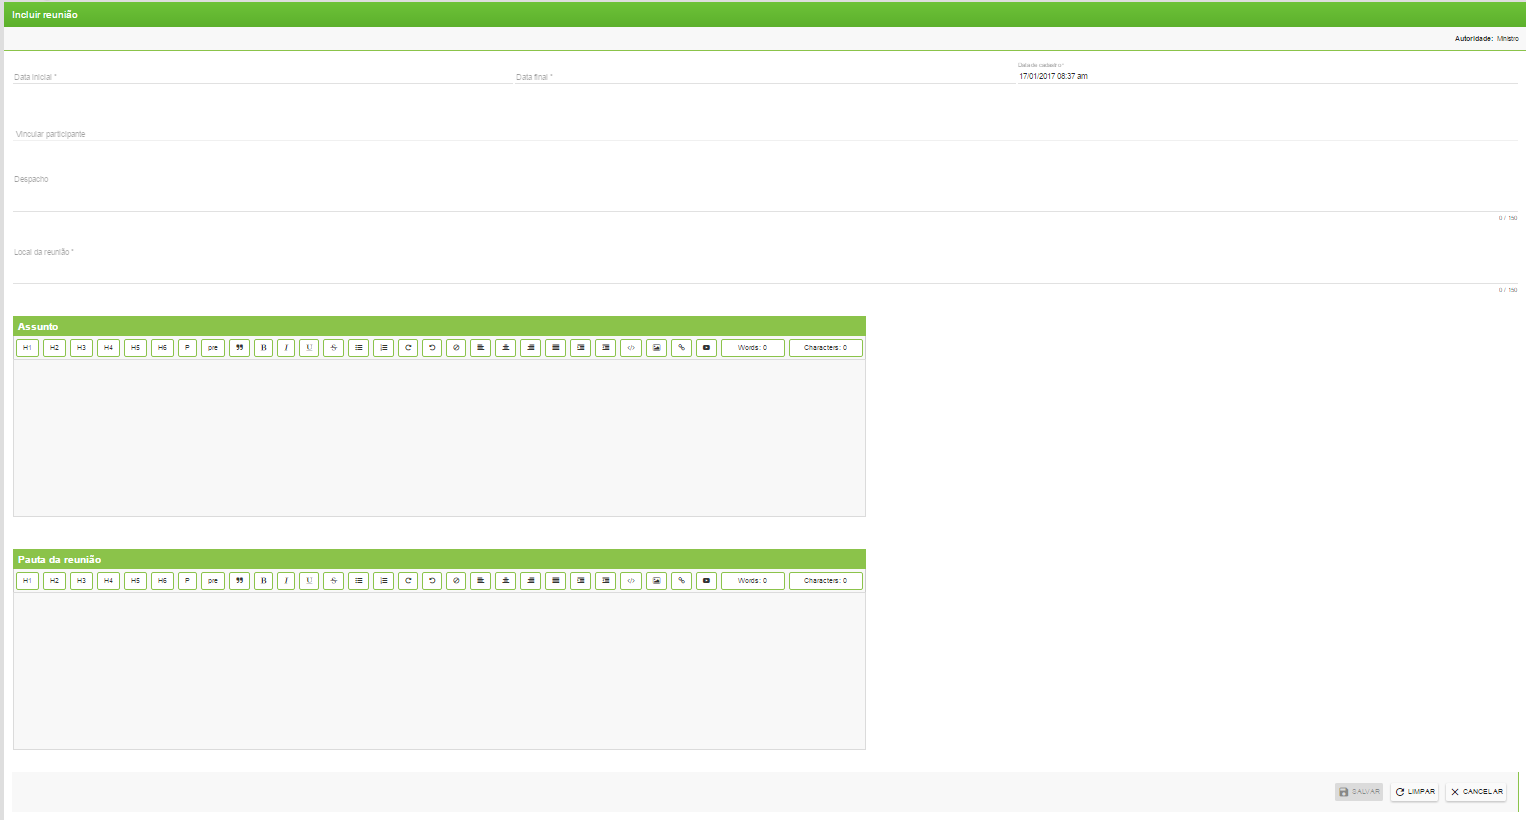 Incluir reunião
Autoridade: Ministro
Data inicial *
Data final *
Data de cadastro *
17/01/2017 08:37 am
Vincular participante
Despacho
0 / 150
Local da reunião *
0 / 150
Assunto
H1 H2 H3 H4 H5 H6 P pre B I U S Words: 0 Characters: 0
Pauta da reunião
H1 H2 H3 H4 H5 H6 P pre B I U S Words: 0 Characters: 0
SALVAR LIMPAR CANCELAR